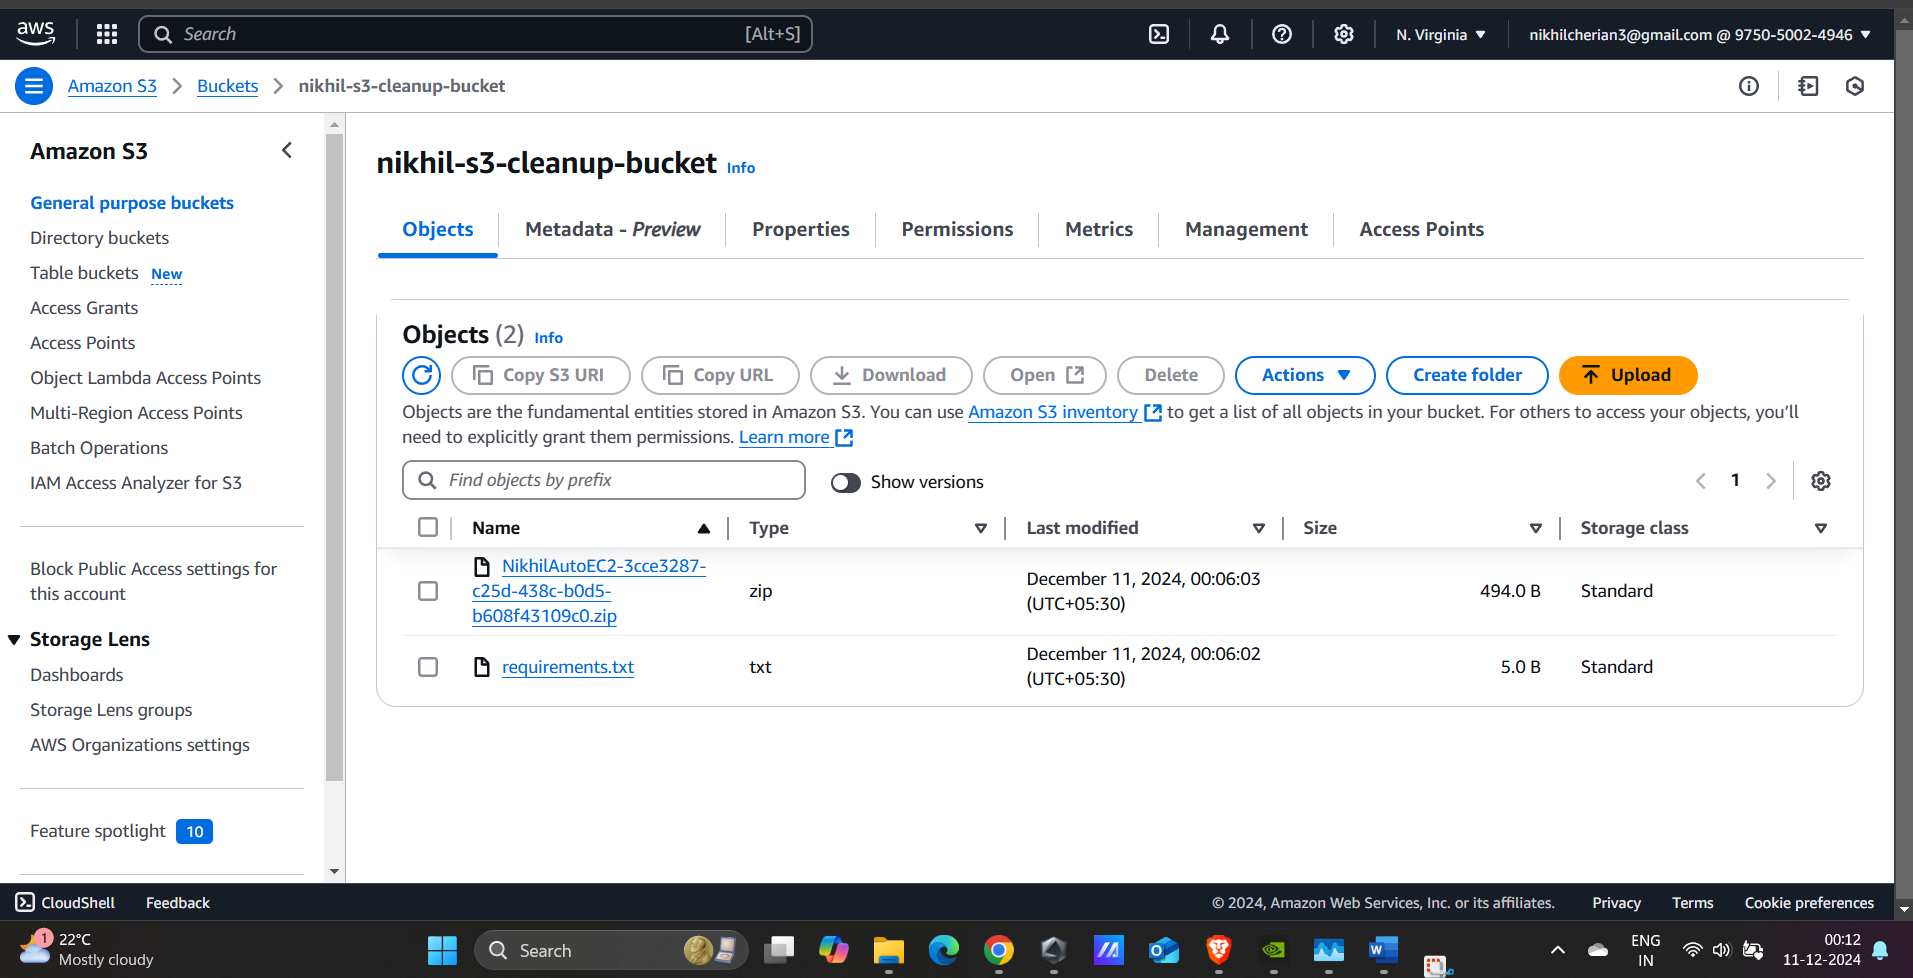 aws
Search
[Alt+S]
N. Virginia
nikhilcherian3@gmail.com @ 9750-5002-4946
Amazon S3
Buckets
nikhil-s3-cleanup-bucket
Amazon S3
General purpose buckets
Directory buckets
Table buckets New
Access Grants
Access Points
Object Lambda Access Points
Multi-Region Access Points
Batch Operations
IAM Access Analyzer for S3
Block Public Access settings for
this account
Storage Lens
Dashboards
Storage Lens groups
AWS Organizations settings
Feature spotlight 10
nikhil-s3-cleanup-bucket Info
Objects
Metadata - Preview
Properties
Permissions
Metrics
Management
Access Points
Objects (2) Info
Copy S3 URI
Copy URL
Download
Open
Delete
Actions
Create folder
Upload
Objects are the fundamental entities stored in Amazon S3. You can use Amazon S3 inventory to get a list of all objects in your bucket. For others to access your objects, you’ll
need to explicitly grant them permissions. Learn more
Find objects by prefix
Show versions
1
Name
Type
Last modified
Size
Storage class
NikhilAutoEC2-3cce3287-
c25d-438c-b0d5-
b608f43109c0.zip
zip
December 11, 2024, 00:06:03
(UTC+05:30)
494.0 B
Standard
requirements.txt
txt
December 11, 2024, 00:06:02
(UTC+05:30)
5.0 B
Standard
CloudShell
Feedback
© 2024, Amazon Web Services, Inc. or its affiliates.
Privacy
Terms
Cookie preferences
1
22°C
Mostly cloudy
Search
ENG
IN
00:12
11-12-2024